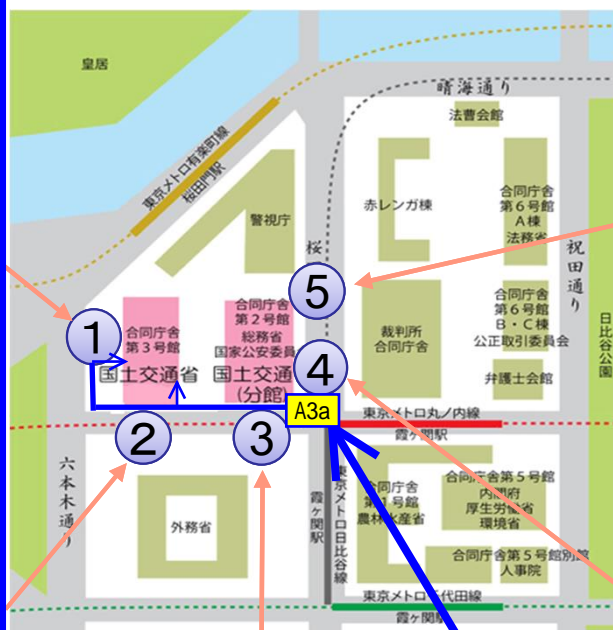 皇居
晴海通り
法曹会館
東京メトロ有楽町線
桜田門駅
警視庁
赤レンガ棟
合同庁舎
第6号館
A棟
法務省
桜
祝田通り
日比谷公園
5
1
合同庁舎
第3号館
国土交通省
合同庁舎
第2号館
総務省
国家公安委員
国土交通
(分館)
裁判所
合同庁舎
合同庁舎
第6号館
B・C棟
公正取引委員会
4
弁護士会館
A3a
東京メトロ丸ノ内線
霞ヶ関駅
2
3
六本木通り
外務省
霞ヶ関駅
東京メトロ日比谷線
合同庁舎
第1号館
農林水産省
合同庁舎第5号館
内閣府
厚生労働省
環境省
合同庁舎第5号館別館
人事院
東京メトロ千代田線
霞ヶ関駅